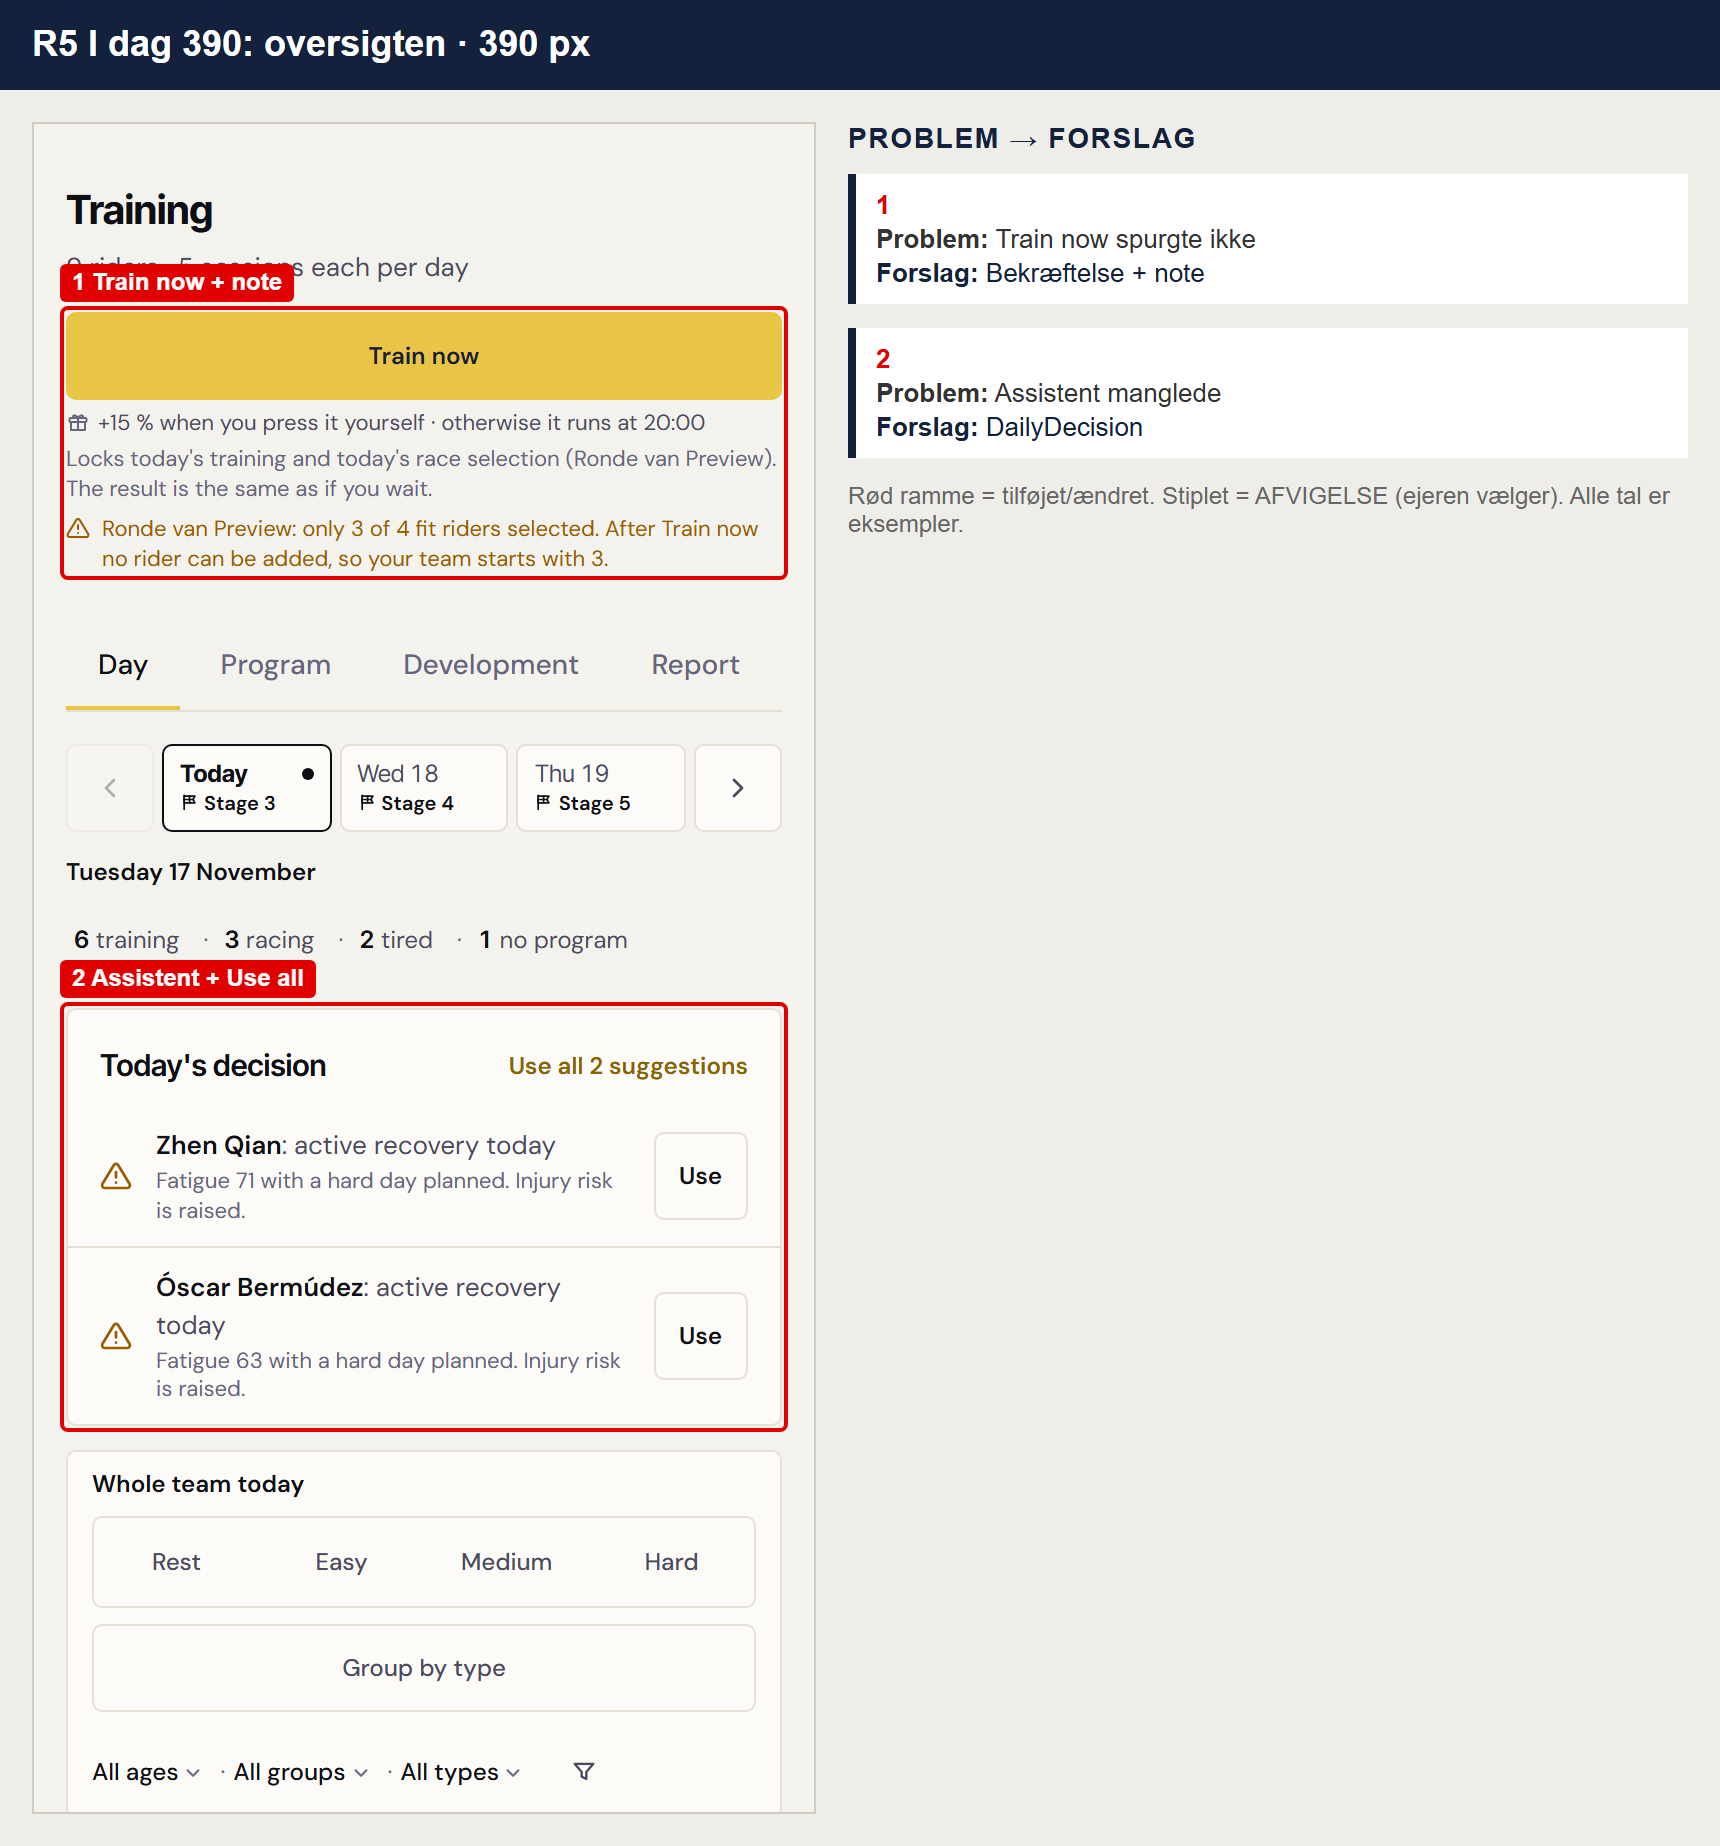 R5 I dag 390: oversigten · 390 px
Training
each per day
1 Train now + note
Train now
+15 % when you press it yourself · otherwise it runs at 20:00
Locks today's training and today's race selection (Ronde van Preview).
The result is the same as if you wait.
Ronde van Preview: only 3 of 4 fit riders selected. After Train now
no rider can be added, so your team starts with 3.
Day Program Development Report
Today Wed 18 Thu 19
Stage 3 Stage 4 Stage 5
Tuesday 17 November
6 training · 3 racing · 2 tired · 1 no program
2 Assistent + Use all
Today's decision Use all 2 suggestions
Zhen Qian: active recovery today
Fatigue 71 with a hard day planned. Injury risk
is raised.
Use
Óscar Bermúdez: active recovery
today
Fatigue 63 with a hard day planned. Injury risk
is raised.
Use
Whole team today
Rest Easy Medium Hard
Group by type
All ages · All groups · All types
PROBLEM → FORSLAG
1
Problem: Train now spurgte ikke
Forslag: Bekræftelse + note
2
Problem: Assistent manglede
Forslag: DailyDecision
Rød ramme = tilføjet/ændret. Stiplet = AFVIGELSE (ejeren vælger). Alle tal er
eksempler.